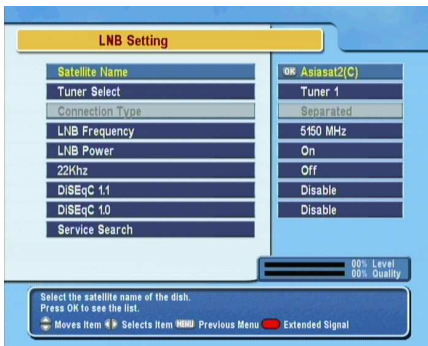 LNB Setting
Satellite Name OK Asiasat2(C)
Tuner Select Tuner 1
Connection Type Separated
LNB Frequency 5150 MHz
LNB Power On
22Khz Off
DiSEqC 1.1 Disable
DiSEqC 1.0 Disable
Service Search
00% Level
00% Quality
Select the satellite name of the dish.
Press OK to see the list.
Moves Item Selects Item MENU Previous Menu Extended Signal